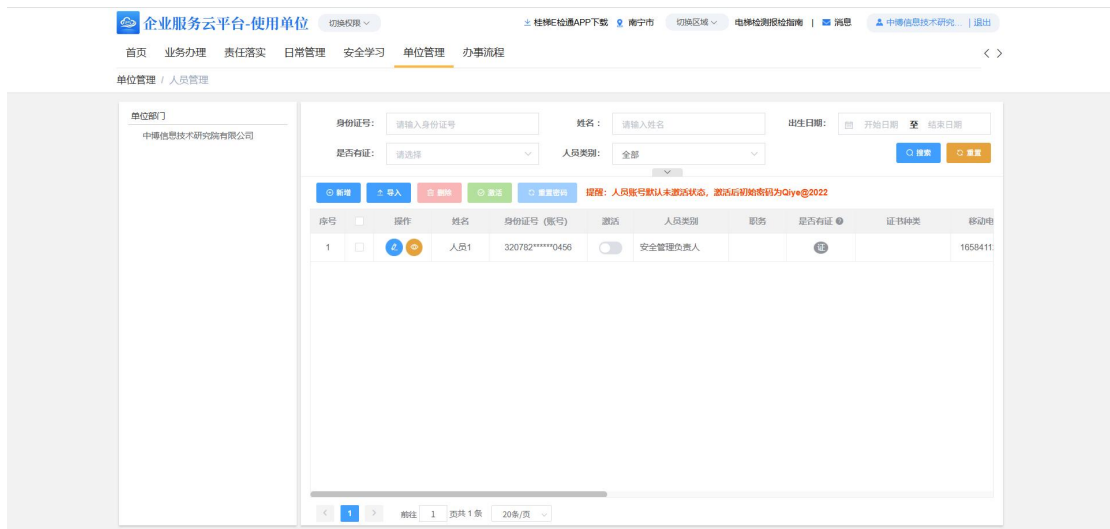 企业服务云平台-使用单位 切换权限 桂梯E检通APP下载 南宁市 切换区域 电梯检测报检指南 | 消息 中博信息技术研究... | 退出
首页 业务办理 责任落实 日常管理 安全学习 单位管理 办事流程
单位管理 / 人员管理
单位部门
中博信息技术研究院有限公司
身份证号: 请输入身份证号 姓名: 请输入姓名 出生日期: 开始日期 至 结束日期
是否有证: 请选择 人员类别: 全部 搜索 重置
新增 导入 删除 激活 重置密码 提醒:人员账号默认未激活状态,激活后初始密码为Qiye@2022
序号 操作 姓名 身份证号 (账号) 激活 人员类别 职务 是否有证 证书种类 移动电
1 人员1 320782******0456 安全管理负责人 证 1658411
1 前往 1 页共 1 条 20条/页